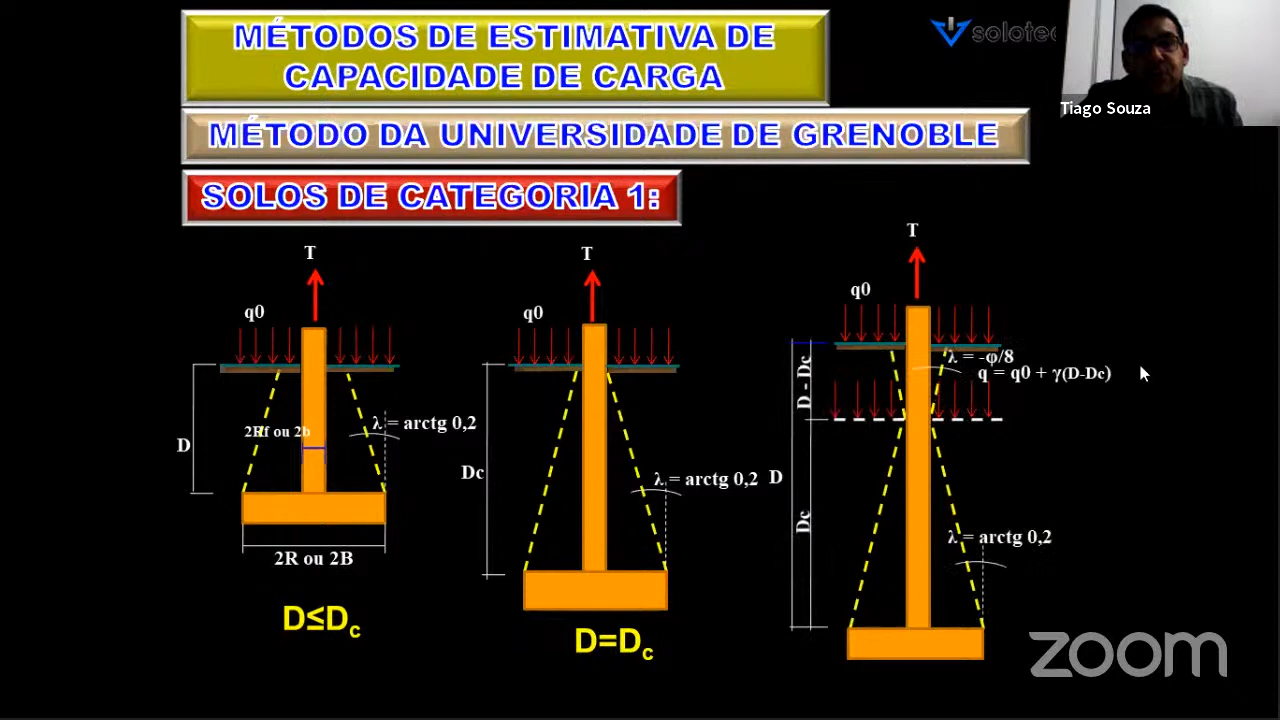 MÉTODOS DE ESTIMATIVA DE
CAPACIDADE DE CARGA
solotec
Tiago Souza
MÉTODO DA UNIVERSIDADE DE GRENOBLE
SOLOS DE CATEGORIA 1:
T
q0
D
2Rf ou 2b
λ = arctg 0,2
2R ou 2B
D≤Dc
T
q0
Dc
λ = arctg 0,2
D=Dc
T
q0
λ = -φ/8
q = q0 + γ(D-Dc)
D - Dc
D
Dc
λ = arctg 0,2
zoom